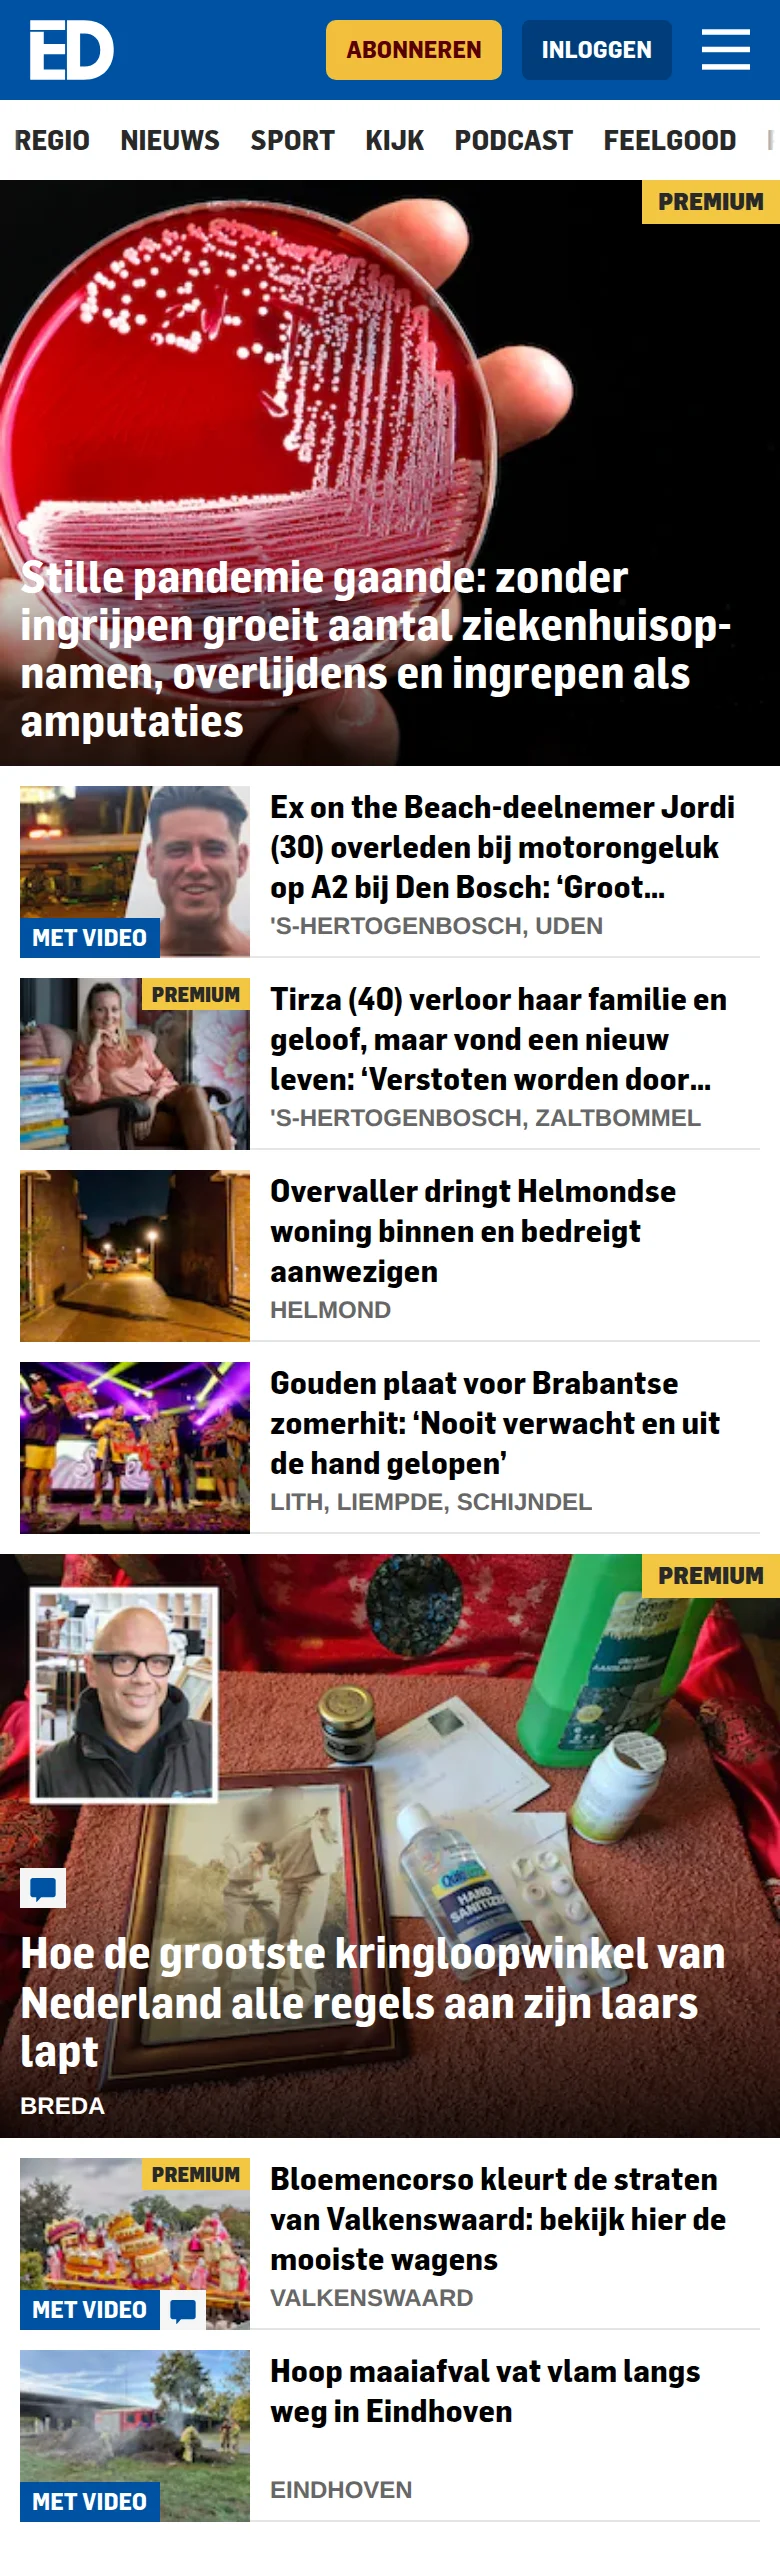 ED
ABONNEREN
INLOGGEN
REGIO NIEUWS SPORT KIJK PODCAST FEELGOOD
PREMIUM
Stille pandemie gaande: zonder
ingrijpen groeit aantal ziekenhuisop-
namen, overlijdens en ingrepen als
amputaties
Ex on the Beach-deelnemer Jordi
(30) overleden bij motorongeluk
op A2 bij Den Bosch: ‘Groot...
MET VIDEO
'S-HERTOGENBOSCH, UDEN
PREMIUM
Tirza (40) verloor haar familie en
geloof, maar vond een nieuw
leven: ‘Verstoten worden door...
'S-HERTOGENBOSCH, ZALTBOMMEL
Overvaller dringt Helmondse
woning binnen en bedreigt
aanwezigen
HELMOND
Gouden plaat voor Brabantse
zomerhit: ‘Nooit verwacht en uit
de hand gelopen’
LITH, LIEMPDE, SCHIJNDEL
PREMIUM
HAND
SANITIZER
Hoe de grootste kringloopwinkel van
Nederland alle regels aan zijn laars
lapt
BREDA
PREMIUM
Bloemencorso kleurt de straten
van Valkenswaard: bekijk hier de
mooiste wagens
MET VIDEO
VALKENSWAARD
Hoop maaiafval vat vlam langs
weg in Eindhoven
MET VIDEO
EINDHOVEN